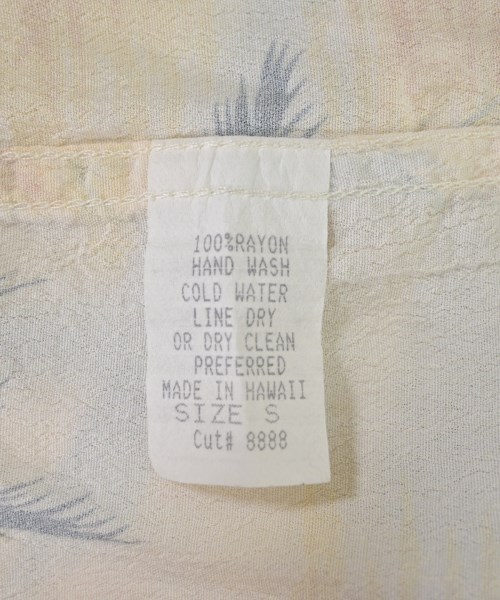 100%RAYON
HAND WASH
COLD WATER
LINE DRY
OR DRY CLEAN
PREFERRED
MADE IN HAWAII
SIZE S
Cut# 8888